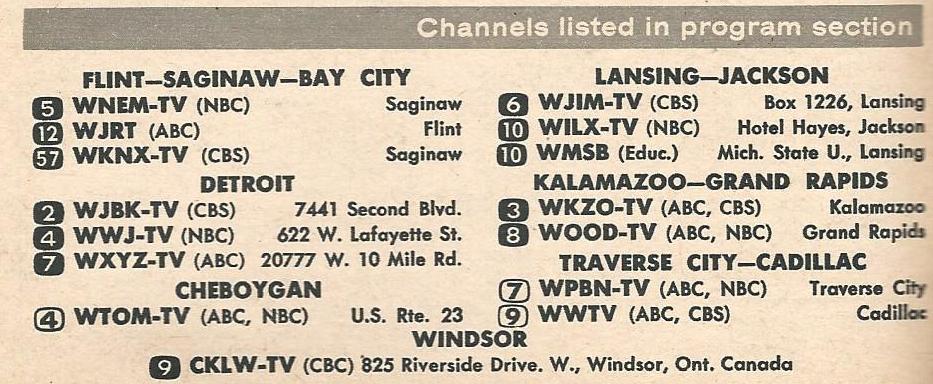 Channels listed in program section
FLINT—SAGINAW—BAY CITY
5 WNEM-TV (NBC) Saginaw
12 WJRT (ABC) Flint
57 WKNX-TV (CBS) Saginaw
DETROIT
2 WJBK-TV (CBS) 7441 Second Blvd.
4 WWJ-TV (NBC) 622 W. Lafayette St.
7 WXYZ-TV (ABC) 20777 W. 10 Mile Rd.
CHEBOYGAN
4 WTOM-TV (ABC, NBC) U.S. Rte. 23
LANSING—JACKSON
6 WJIM-TV (CBS) Box 1226, Lansing
10 WILX-TV (NBC) Hotel Hayes, Jackson
10 WMSB (Educ.) Mich. State U., Lansing
KALAMAZOO—GRAND RAPIDS
3 WKZO-TV (ABC, CBS) Kalamazoo
8 WOOD-TV (ABC, NBC) Grand Rapids
TRAVERSE CITY—CADILLAC
7 WPBN-TV (ABC, NBC) Traverse City
9 WWTV (ABC, CBS) Cadillac
WINDSOR
9 CKLW-TV (CBC) 825 Riverside Drive. W., Windsor, Ont. Canada